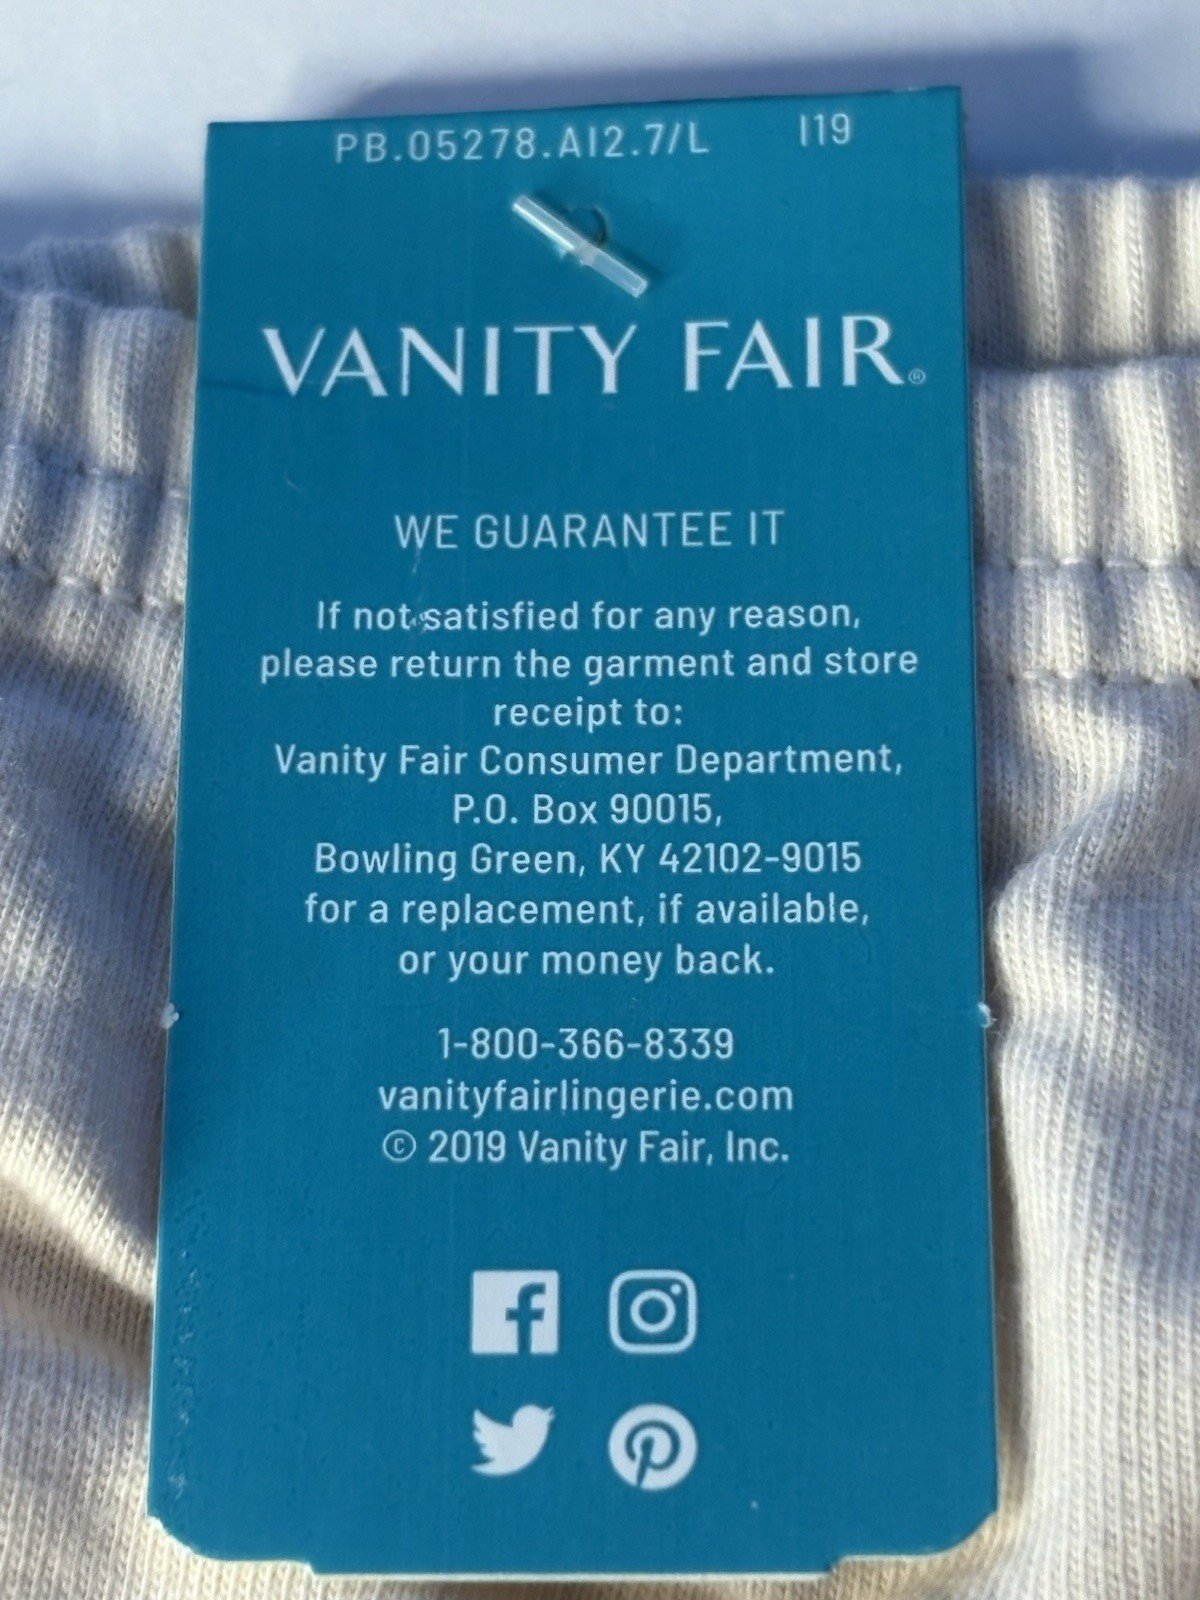 PB.05278.AI2.7/L I19
VANITY FAIR®
WE GUARANTEE IT
If not satisfied for any reason,
please return the garment and store
receipt to:
Vanity Fair Consumer Department,
P.O. Box 90015,
Bowling Green, KY 42102-9015
for a replacement, if available,
or your money back.
1-800-366-8339
vanityfairlingerie.com
© 2019 Vanity Fair, Inc.